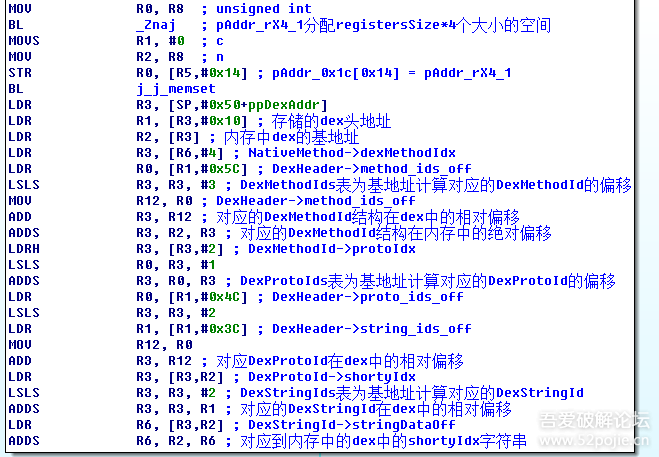 MOV R0, R8 ; unsigned int
BL _Znaj ; pAddr_rX4_1分配registersSize*4个大小的空间
MOVS R1, #0 ; c
MOV R2, R8 ; n
STR R0, [R5,#0x14] ; pAddr_0x1c[0x14] = pAddr_rX4_1
BL j_j_memset
LDR R3, [SP,#0x50+ppDexAddr]
LDR R1, [R3,#0x10] ; 存储的dex头地址
LDR R2, [R3] ; 内存中dex的基地址
LDR R3, [R6,#4] ; NativeMethod->dexMethodIdx
LDR R0, [R1,#0x5C] ; DexHeader->method_ids_off
LSLS R3, R3, #3 ; DexMethodIds表为基地址计算对应的DexMethodId的偏移
MOV R12, R0 ; DexHeader->method_ids_off
ADD R3, R12 ; 对应的DexMethodId结构在dex中的相对偏移
ADDS R3, R2, R3 ; 对应的DexMethodId结构在内存中的绝对偏移
LDRH R3, [R3,#2] ; DexMethodId->protoIdx
LSLS R0, R3, #1
ADDS R3, R0, R3 ; DexProtoIds表为基地址计算对应的DexProtoId的偏移
LDR R0, [R1,#0x4C] ; DexHeader->proto_ids_off
LSLS R3, R3, #2
LDR R1, [R1,#0x3C] ; DexHeader->string_ids_off
MOV R12, R0
ADD R3, R12 ; 对应DexProtoId在dex中的相对偏移
LDR R3, [R3,R2] ; DexProtoId->shortyIdx
LSLS R3, R3, #2 ; DexStringIds表为基地址计算对应的DexStringId
ADDS R3, R3, R1 ; 对应的DexStringId在dex中的相对偏移
LDR R6, [R3,R2] ; DexStringId->stringDataOff
ADDS R6, R2, R6 ; 对应到内存中的dex中的shortyIdx字符串
吾爱破解论坛
www.52pojie.cn